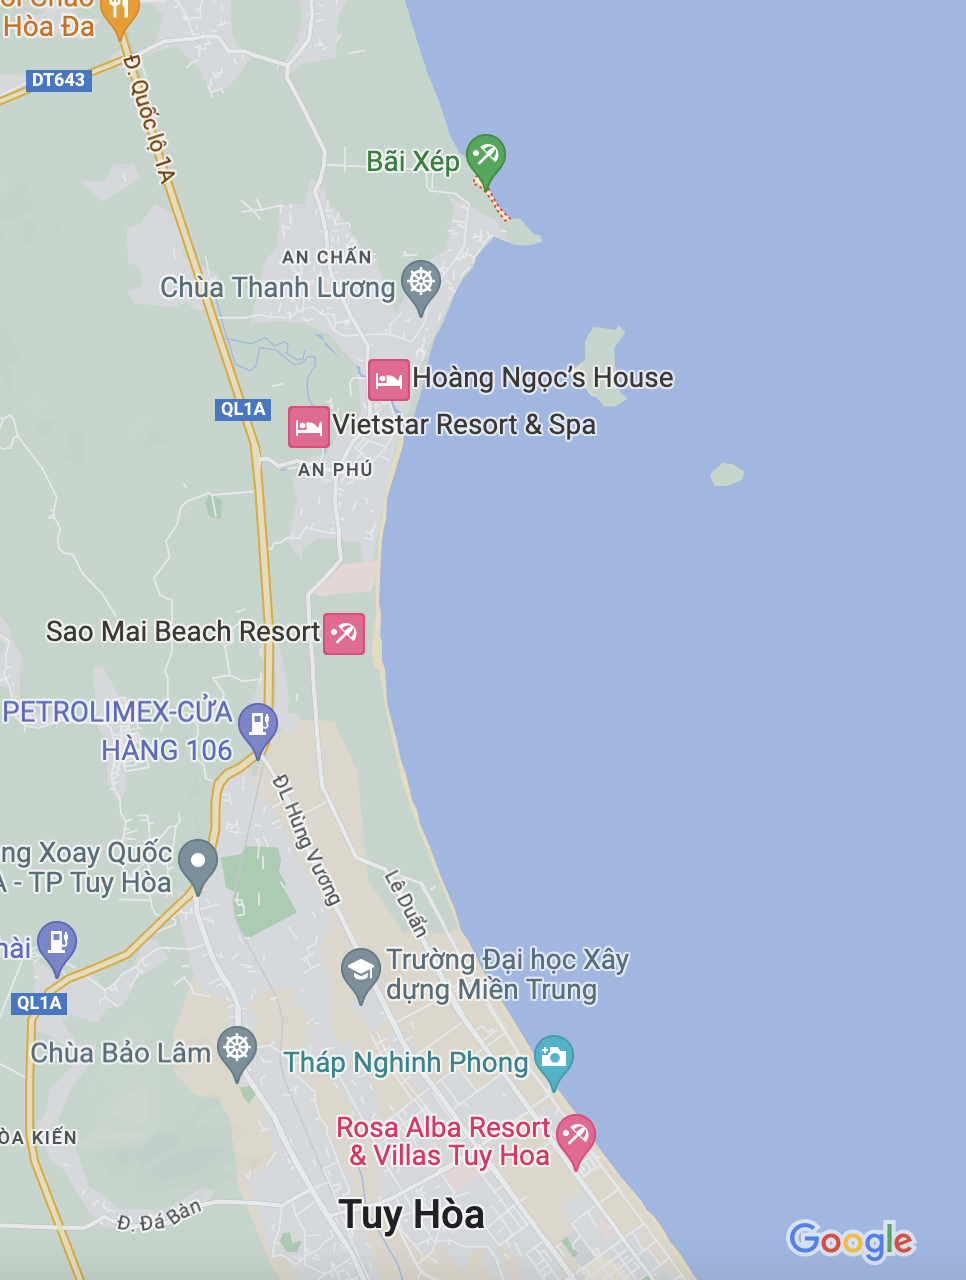 Hòa Đa
DT643
Đ. Quốc lộ 1A
Bãi Xép
AN CHẤN
Chùa Thanh Lương
Hoàng Ngọc’s House
QL1A
Vietstar Resort & Spa
AN PHÚ
Sao Mai Beach Resort
PETROLIMEX-CỬA
HÀNG 106
ĐL Hùng Vương
ng Xoay Quốc
A - TP Tuy Hòa
Lê Duẩn
Trường Đại học Xây
dựng Miền Trung
QL1A
Chùa Bảo Lâm
Tháp Nghinh Phong
Rosa Alba Resort
& Villas Tuy Hoa
ÒA KIẾN
Đ. Đá Bàn
Tuy Hòa
Google